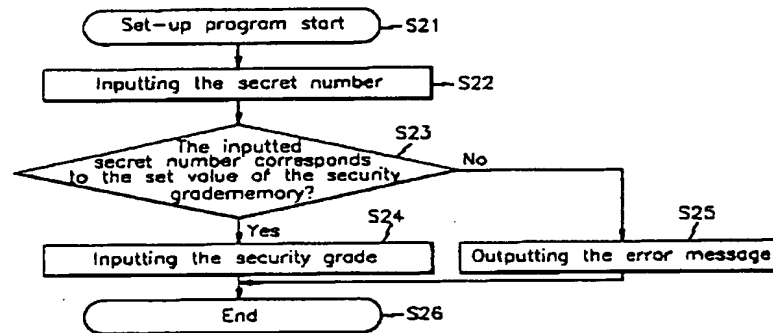 Set-up program start
S21
Inputting the secret number
S22
The inputted
secret number corresponds
to the set value of the security
gradememory?
S23
No
Yes
S24
Inputting the security grade
S25
Outputting the error message
End
S26